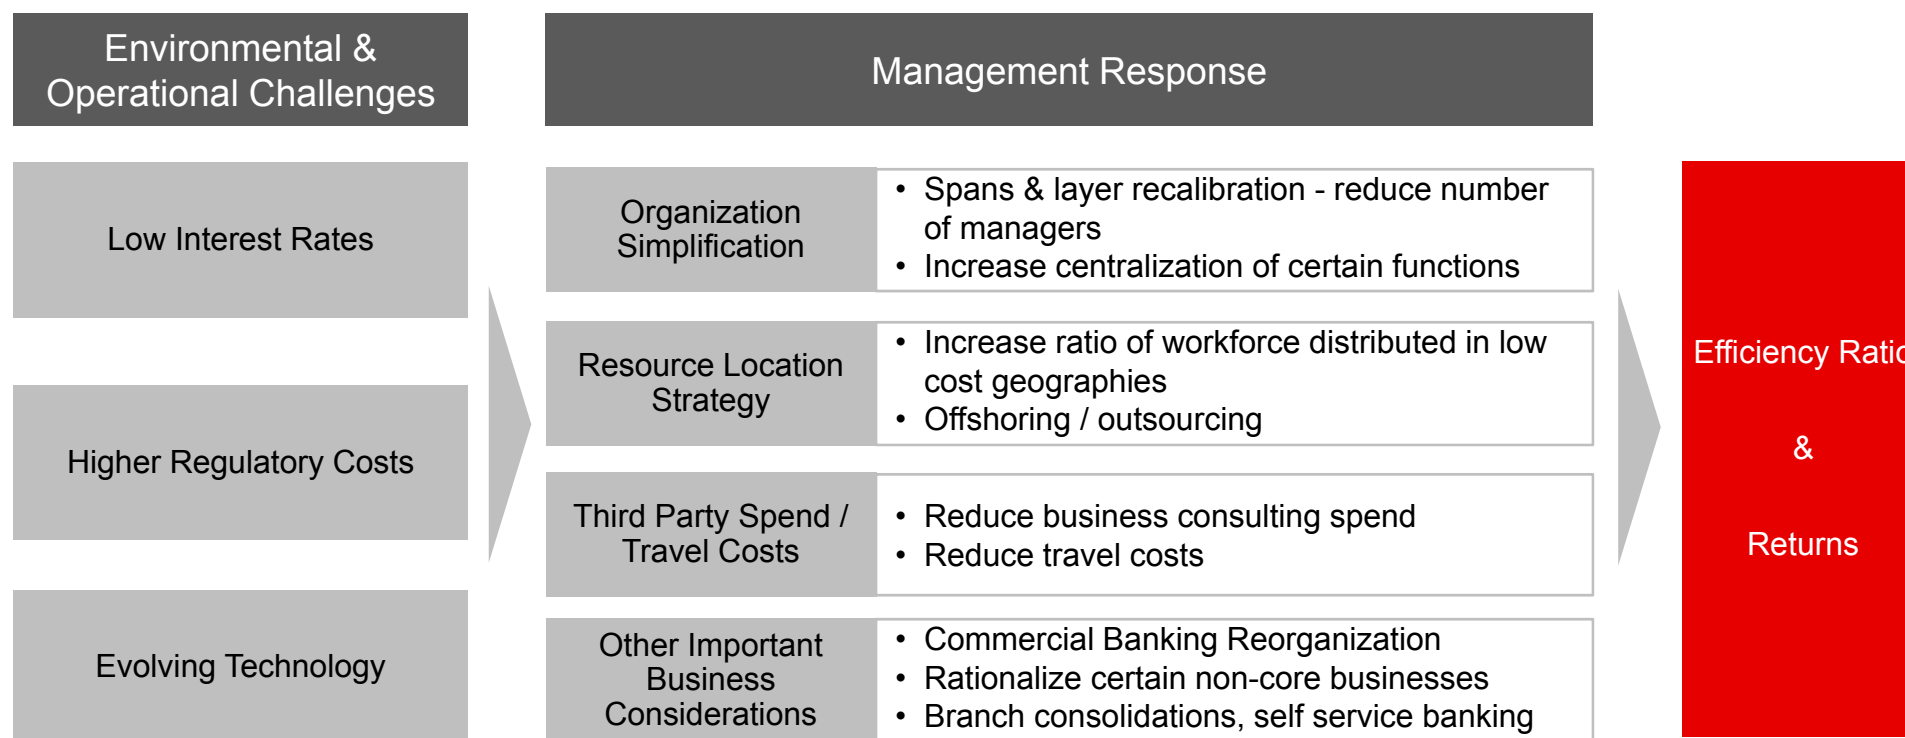 Environmental &
Operational Challenges
Management Response
Low Interest Rates
Higher Regulatory Costs
Evolving Technology
Organization
Simplification
• Spans & layer recalibration - reduce number
of managers
• Increase centralization of certain functions
Resource Location
Strategy
• Increase ratio of workforce distributed in low
cost geographies
• Offshoring / outsourcing
Third Party Spend /
Travel Costs
• Reduce business consulting spend
• Reduce travel costs
Other Important
Business
Considerations
• Commercial Banking Reorganization
• Rationalize certain non-core businesses
• Branch consolidations, self service banking
Efficiency Ratio
&
Returns